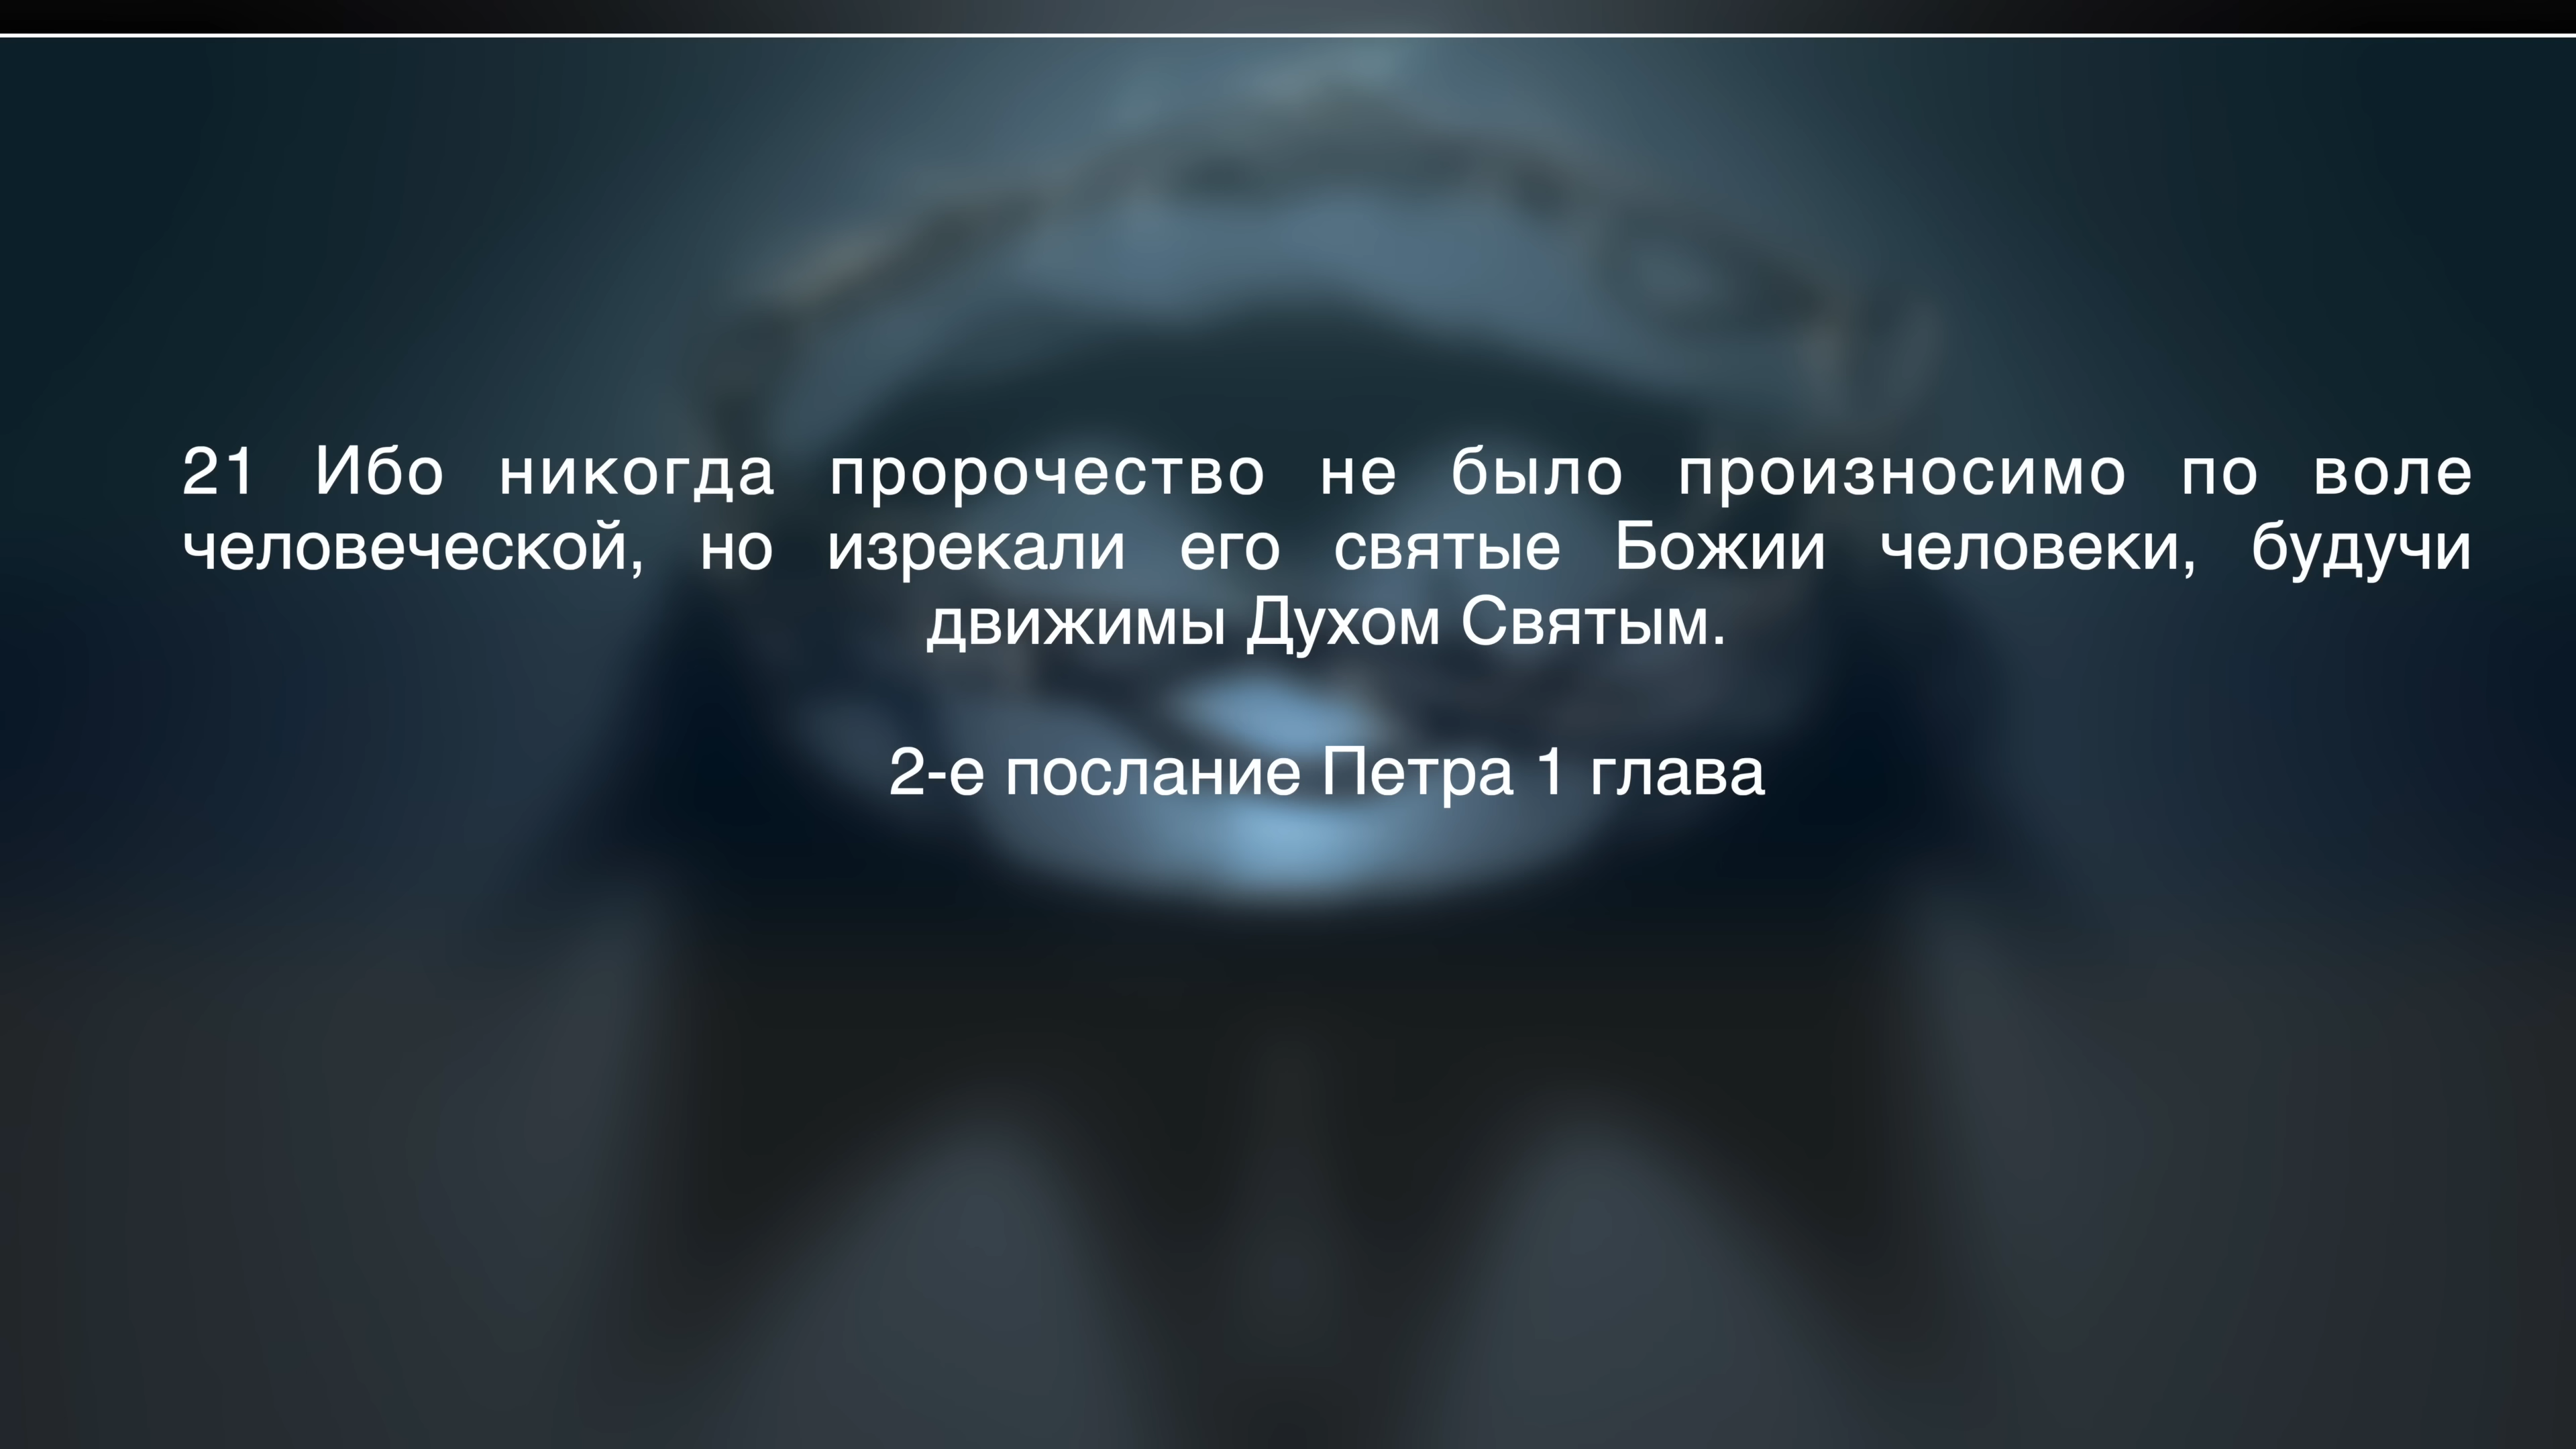 21 Ибо никогда пророчество не было произносимо по воле
человеческой, но изрекали его святые Божии человеки, будучи
движимы Духом Святым.
2-е послание Петра 1 глава